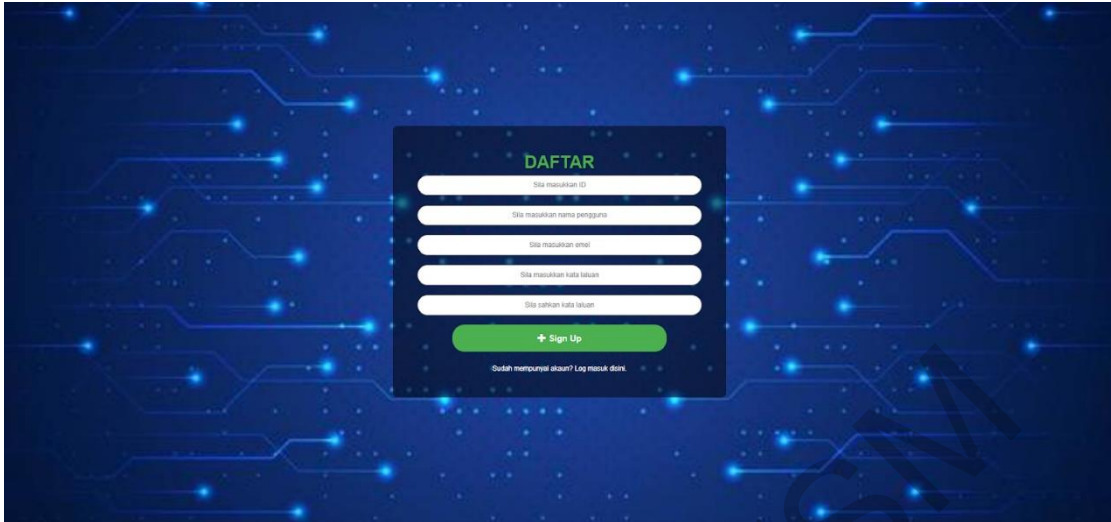 DAFTAR
Sila masukkan ID
Sila masukkan nama pengguna
Sila masukkan emel
Sila masukkan kata laluan
Sila sahkan kata laluan
+ Sign Up
Sudah mempunyai akaun? Log masuk disini.
SM